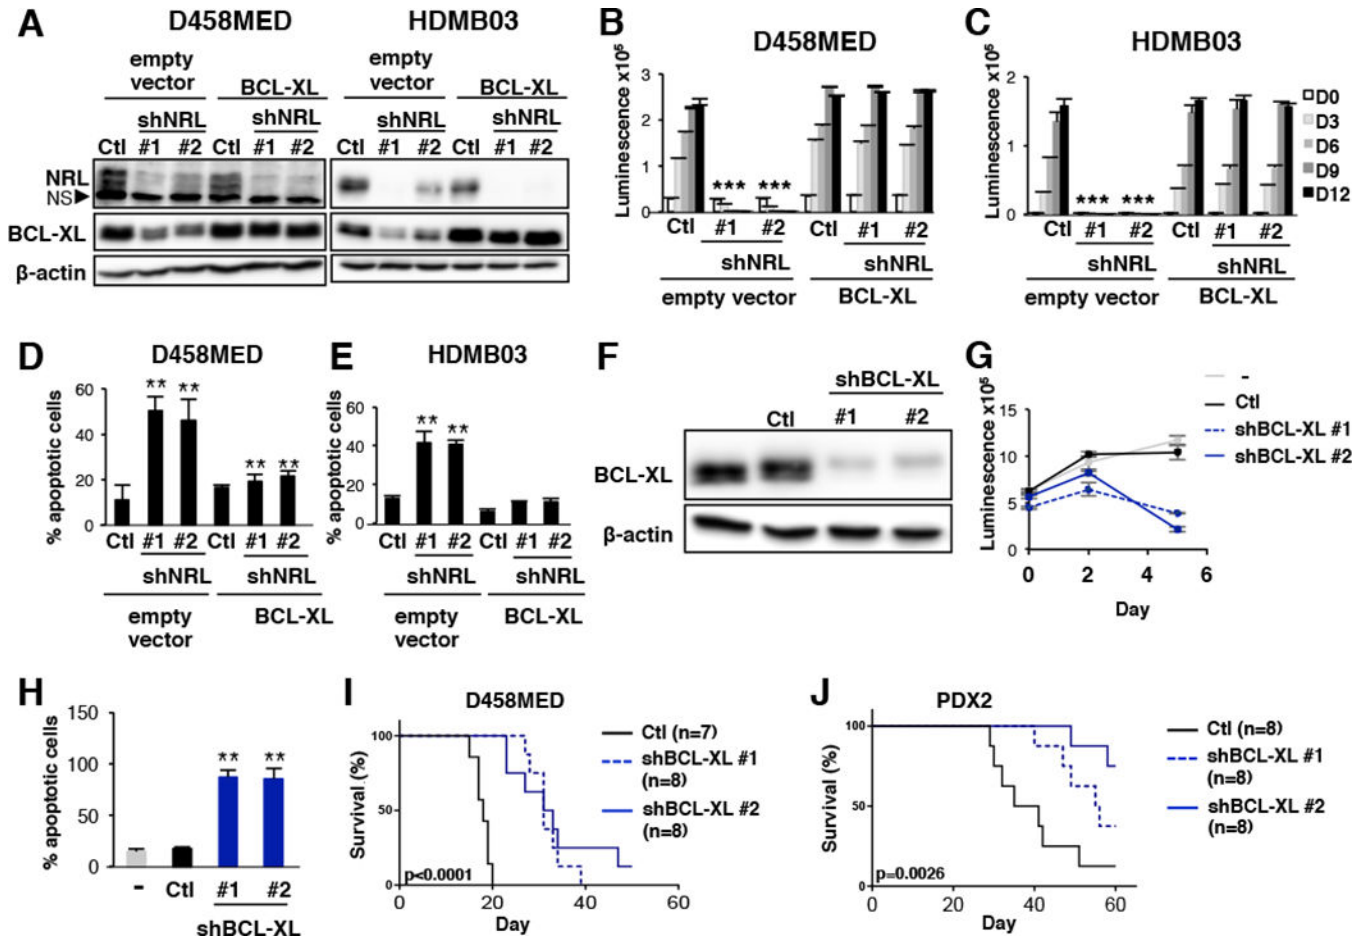 A
D458MED
HDMB03
empty vector
BCL-XL
empty vector
BCL-XL
shNRL
shNRL
shNRL
shNRL
Ctl #1 #2 Ctl #1 #2
Ctl #1 #2 Ctl #1 #2
NRL
NS
BCL-XL
β-actin
B
D458MED
Luminescence x10⁵
3
2
1
0
*** ***
Ctl #1 #2 Ctl #1 #2
shNRL shNRL
empty vector BCL-XL
C
HDMB03
Luminescence x10⁵
2
1
0
*** ***
Ctl #1 #2 Ctl #1 #2
shNRL shNRL
empty vector BCL-XL
D0
D3
D6
D9
D12
D
D458MED
% apoptotic cells
60
40
20
0
** ** ** **
Ctl #1 #2 Ctl #1 #2
shNRL shNRL
empty vector
BCL-XL
E
HDMB03
% apoptotic cells
60
40
20
0
** **
Ctl #1 #2 Ctl #1 #2
shNRL shNRL
empty vector
BCL-XL
F
shBCL-XL
Ctl #1 #2
BCL-XL
β-actin
G
Luminescence x10⁵
15
10
5
0
0 2 4 6
Day
-
Ctl
shBCL-XL #1
shBCL-XL #2
H
% apoptotic cells
150
100
50
0
** **
- Ctl #1 #2
shBCL-XL
I
D458MED
Survival (%)
100
50
0
p<0.0001
0 20 40 60
Day
Ctl (n=7)
shBCL-XL #1
(n=8)
shBCL-XL #2
(n=8)
J
PDX2
Survival (%)
100
50
0
p=0.0026
0 20 40 60
Day
Ctl (n=8)
shBCL-XL #1
(n=8)
shBCL-XL #2
(n=8)